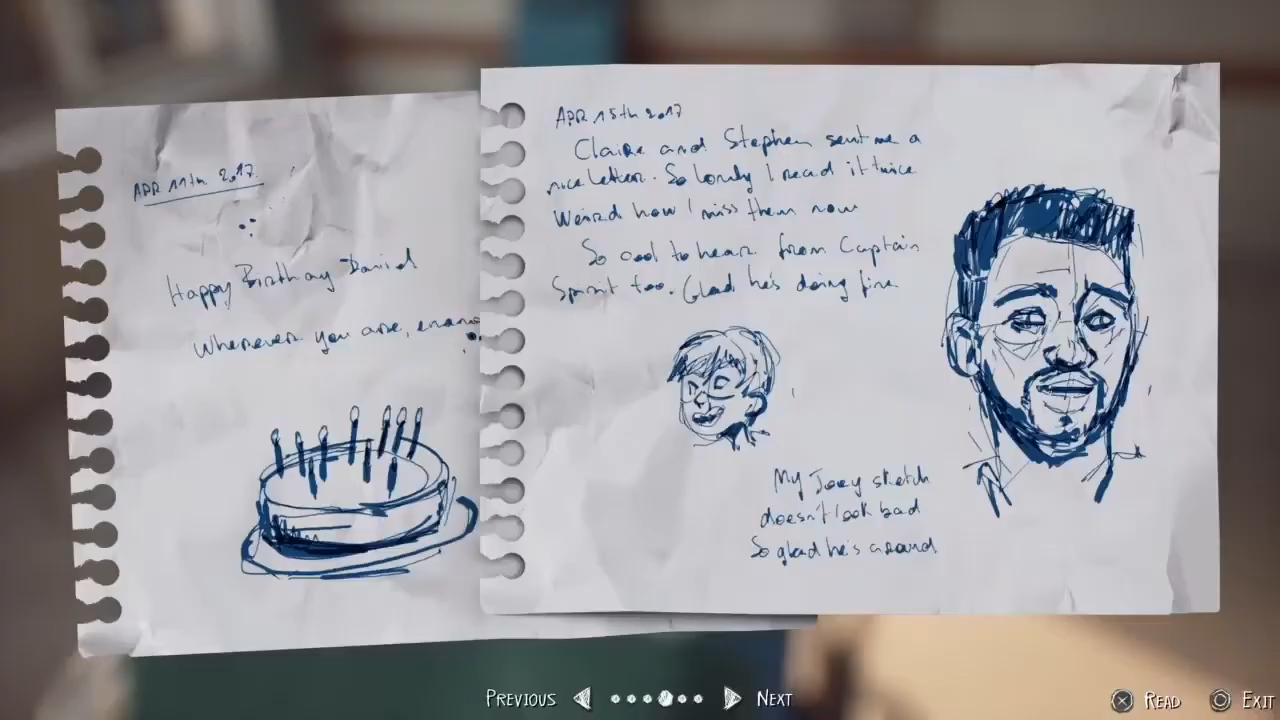 APR 11th 2017.
Happy Birthday Daniel
Wherever you are, enano
APR 15th 2017
Claire and Stephen sent me a
nice letter. So lonely I read it twice
Weird how I miss them now
So cool to hear from Captain
Spirit too. Glad he's doing fine
My Joey sketch
doesn't look bad
So glad he's around
Previous
Next
Read
Exit